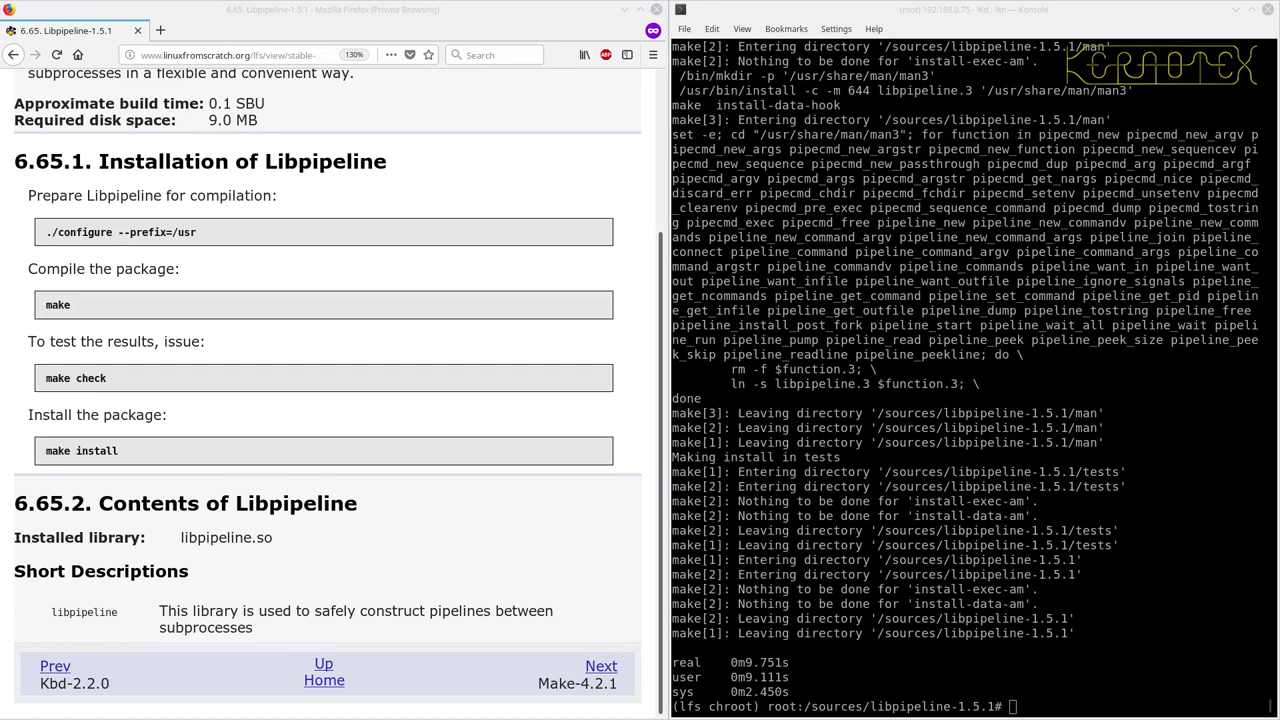 6.65. Libpipeline-1.5.1 - Mozilla Firefox (Private Browsing)
6.65. Libpipeline-1.5.1
www.linuxfromscratch.org/lfs/view/stable-
130%
Search
ABP
subprocesses in a flexible and convenient way.
Approximate build time: 0.1 SBU
Required disk space: 9.0 MB
6.65.1. Installation of Libpipeline
Prepare Libpipeline for compilation:
./configure --prefix=/usr
Compile the package:
make
To test the results, issue:
make check
Install the package:
make install
6.65.2. Contents of Libpipeline
Installed library: libpipeline.so
Short Descriptions
libpipeline This library is used to safely construct pipelines between
subprocesses
Prev Up Next
Kbd-2.2.0 Home Make-4.2.1
(root) 192.168.0.75 - %d : %n — Konsole
File Edit View Bookmarks Settings Help
KERNOTEX
make[2]: Entering directory '/sources/libpipeline-1.5.1/man'
make[2]: Nothing to be done for 'install-exec-am'.
/bin/mkdir -p '/usr/share/man/man3'
/usr/bin/install -c -m 644 libpipeline.3 '/usr/share/man/man3'
make  install-data-hook
make[3]: Entering directory '/sources/libpipeline-1.5.1/man'
set -e; cd "/usr/share/man/man3"; for function in pipecmd_new pipecmd_new_argv p
ipecmd_new_args pipecmd_new_argstr pipecmd_new_function pipecmd_new_sequencev pi
pecmd_new_sequence pipecmd_new_passthrough pipecmd_dup pipecmd_arg pipecmd_argf
pipecmd_argv pipecmd_args pipecmd_argstr pipecmd_get_nargs pipecmd_nice pipecmd_
discard_err pipecmd_chdir pipecmd_fchdir pipecmd_setenv pipecmd_unsetenv pipecmd
_clearenv pipecmd_pre_exec pipecmd_sequence_command pipecmd_dump pipecmd_tostrin
g pipecmd_exec pipecmd_free pipeline_new pipeline_new_commandv pipeline_new_comm
ands pipeline_new_command_argv pipeline_new_command_args pipeline_join pipeline_
connect pipeline_command pipeline_command_argv pipeline_command_args pipeline_co
mmand_argstr pipeline_commandv pipeline_commands pipeline_want_in pipeline_want_
out pipeline_want_infile pipeline_want_outfile pipeline_ignore_signals pipeline_
get_ncommands pipeline_get_command pipeline_set_command pipeline_get_pid pipelin
e_get_infile pipeline_get_outfile pipeline_dump pipeline_tostring pipeline_free
pipeline_install_post_fork pipeline_start pipeline_wait_all pipeline_wait pipeli
ne_run pipeline_pump pipeline_read pipeline_peek pipeline_peek_size pipeline_pee
k_skip pipeline_readline pipeline_peekline; do \
rm -f $function.3; \
ln -s libpipeline.3 $function.3; \
done
make[3]: Leaving directory '/sources/libpipeline-1.5.1/man'
make[2]: Leaving directory '/sources/libpipeline-1.5.1/man'
make[1]: Leaving directory '/sources/libpipeline-1.5.1/man'
Making install in tests
make[1]: Entering directory '/sources/libpipeline-1.5.1/tests'
make[2]: Entering directory '/sources/libpipeline-1.5.1/tests'
make[2]: Nothing to be done for 'install-exec-am'.
make[2]: Nothing to be done for 'install-data-am'.
make[2]: Leaving directory '/sources/libpipeline-1.5.1/tests'
make[1]: Leaving directory '/sources/libpipeline-1.5.1/tests'
make[1]: Entering directory '/sources/libpipeline-1.5.1'
make[2]: Entering directory '/sources/libpipeline-1.5.1'
make[2]: Nothing to be done for 'install-exec-am'.
make[2]: Nothing to be done for 'install-data-am'.
make[2]: Leaving directory '/sources/libpipeline-1.5.1'
make[1]: Leaving directory '/sources/libpipeline-1.5.1'
real 0m9.751s
user 0m9.111s
sys 0m2.450s
(lfs chroot) root:/sources/libpipeline-1.5.1#